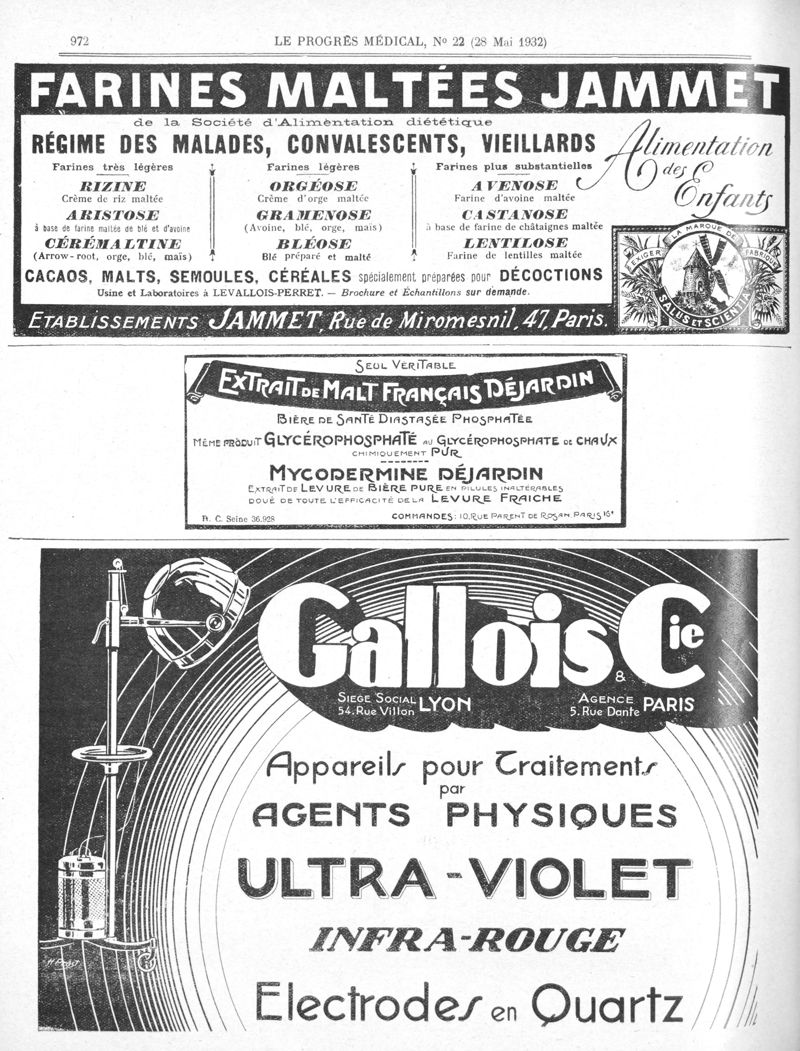 972
LE PROGRÈS MÉDICAL, No 22 (28 Mai 1932)
FARINES MALTÉES JAMMET
de la Société d'Alimentation diététique
RÉGIME DES MALADES, CONVALESCENTS, VIEILLARDS
Alimentation
des
Enfants
Farines très légères
RIZINE
Crème de riz maltée
ARISTOSE
à base de farine maltée de blé et d'avoine
CÉRÉMALTINE
(Arrow-root, orge, blé, maïs)
Farines légères
ORGÉOSE
Crème d'orge maltée
GRAMENOSE
(Avoine, blé, orge, maïs)
BLÉOSE
Blé préparé et malté
Farines plus substantielles
AVENOSE
Farine d'avoine maltée
CASTANOSE
à base de farine de châtaignes maltée
LENTILOSE
Farine de lentilles maltée
CACAOS, MALTS, SEMOULES, CÉRÉALES spécialement préparées pour DÉCOCTIONS
Usine et Laboratoires à LEVALLOIS-PERRET. — Brochure et Échantillons sur demande.
EXIGER LA MARQUE DE FABRIQUE
SALUS ET SCIENTIA
ETABLISSEMENTS JAMMET, Rue de Miromesnil, 47, Paris.
SEUL VÉRITABLE
EXTRAIT DE MALT FRANÇAIS DÉJARDIN
BIÈRE DE SANTÉ DIASTASÉE PHOSPHATÉE
MÊME PRODUIT GLYCÉROPHOSPHATÉ AU GLYCÉROPHOSPHATE DE CHAUX
CHIMIQUEMENT PUR
MYCODERMINE DÉJARDIN
EXTRAIT DE LEVURE DE BIÈRE PURE EN PILULES INALTÉRABLES
DOUÉ DE TOUTE L'EFFICACITÉ DE LA LEVURE FRAICHE
R. C. Seine 36.928
COMMANDES: 10, RUE PARENT DE ROSAN. PARIS 16e
Gallois & Cie
SIEGE SOCIAL
54. Rue Villon LYON
AGENCE
5. Rue Dante PARIS
Appareils pour Traitements
par
AGENTS PHYSIQUES
ULTRA-VIOLET
INFRA-ROUGE
Electrodes en Quartz